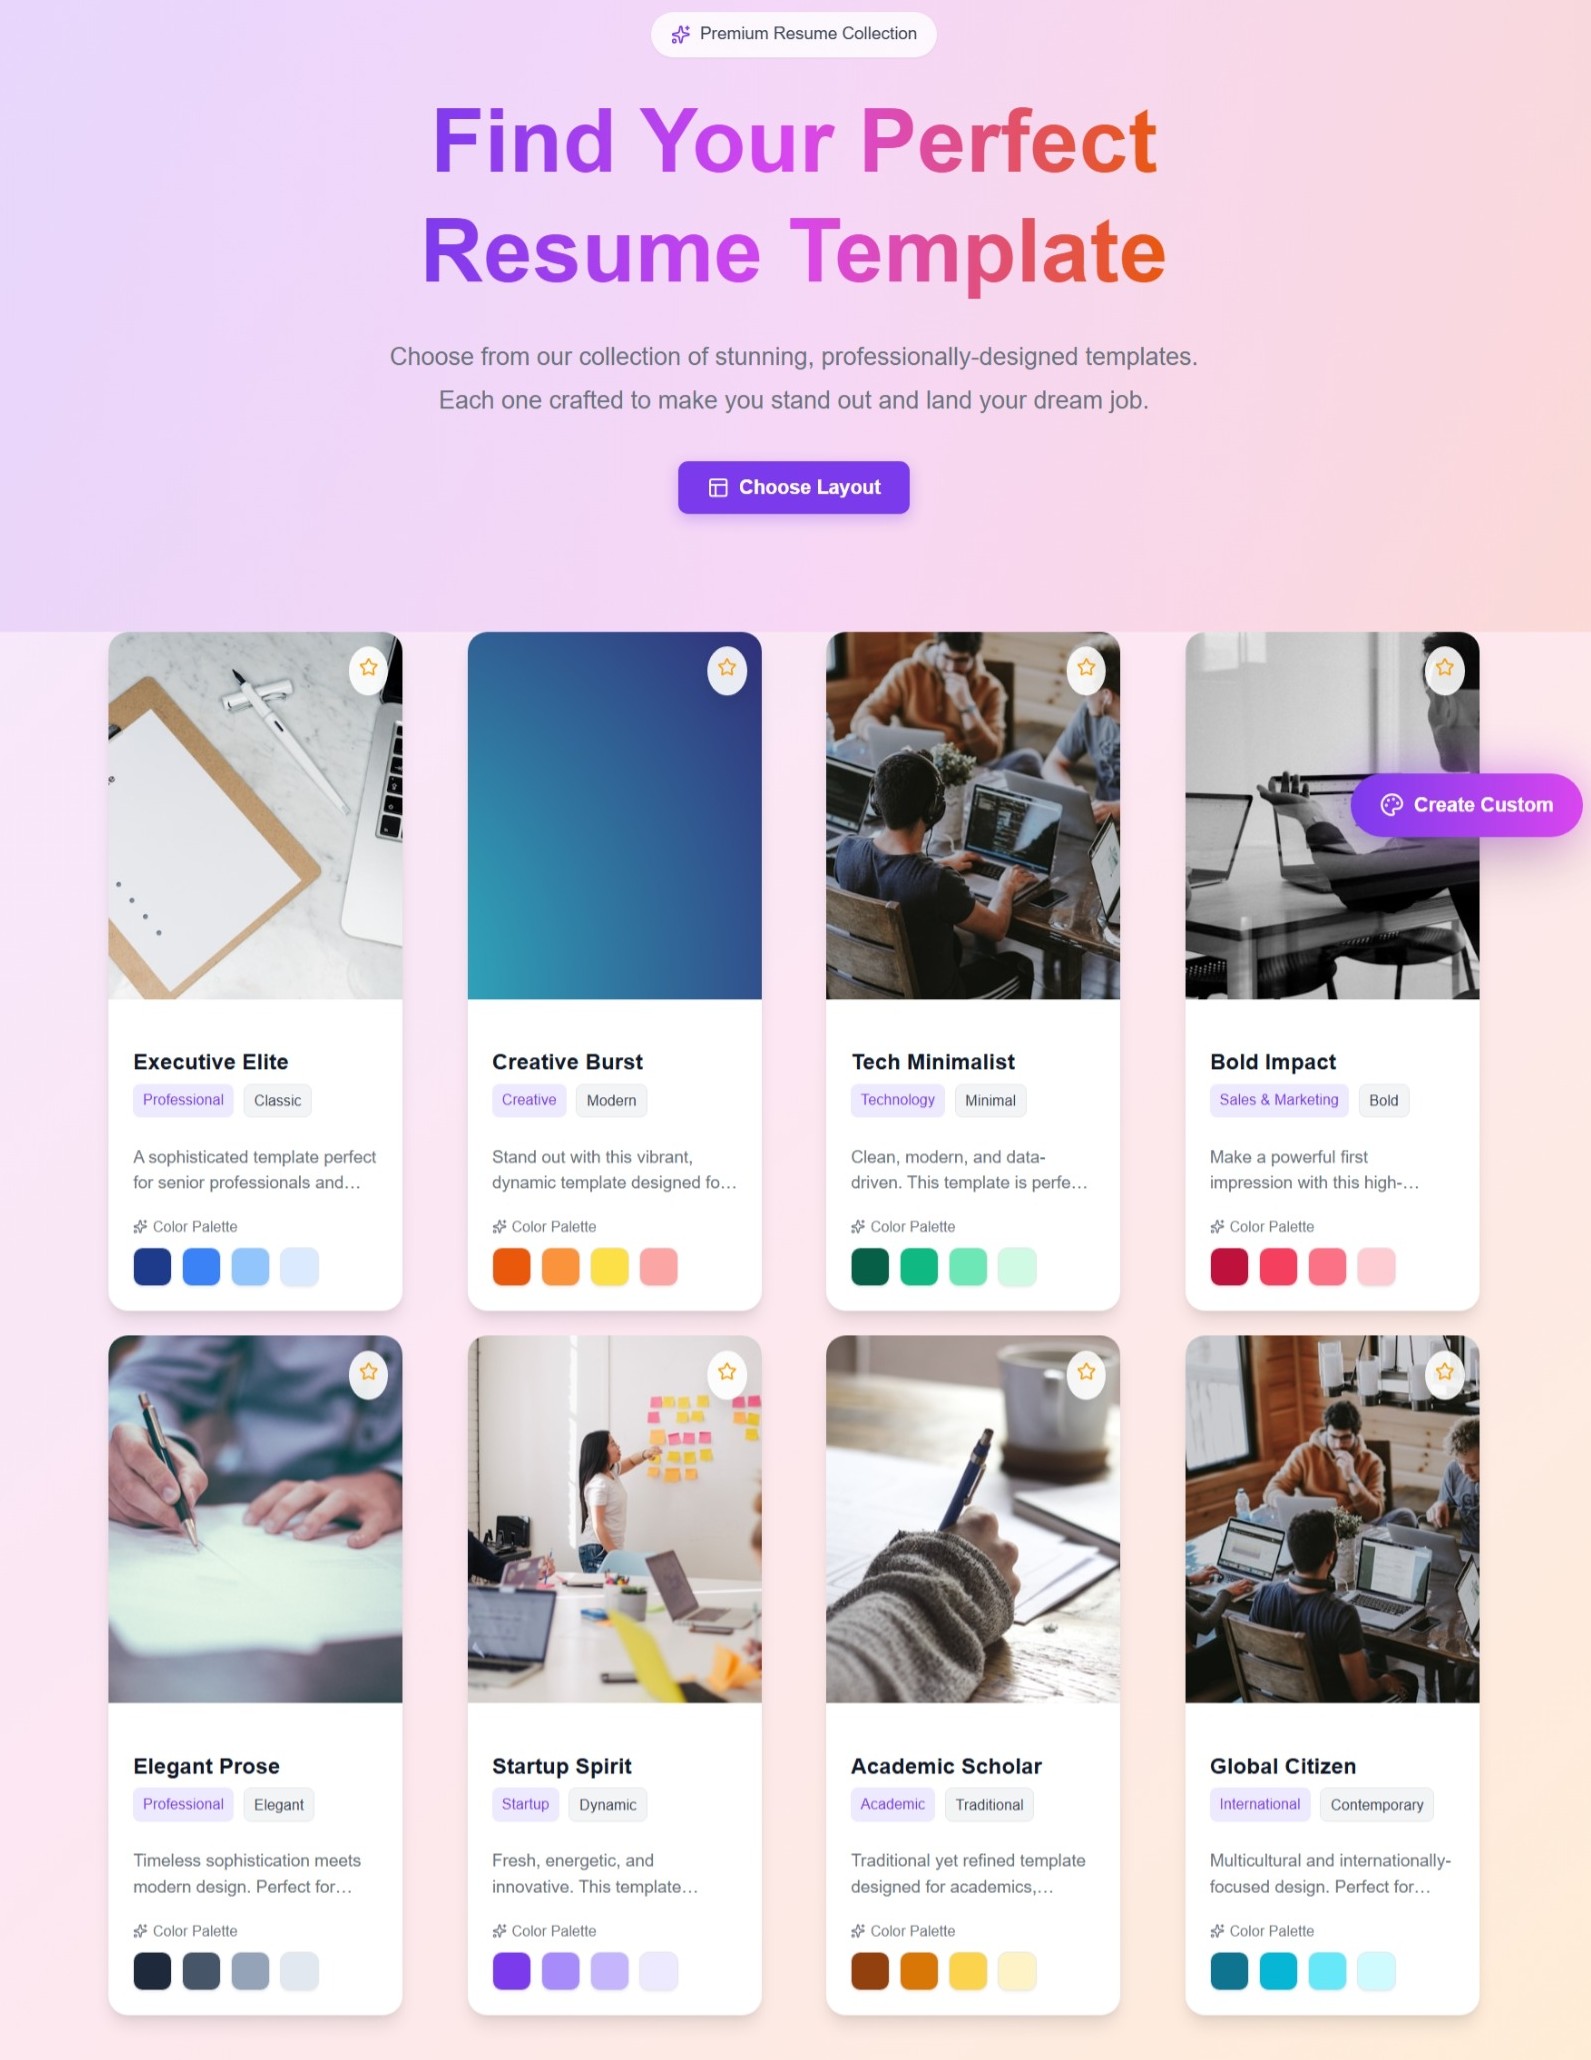 Premium Resume Collection
Find Your Perfect
Resume Template
Choose from our collection of stunning, professionally-designed templates.
Each one crafted to make you stand out and land your dream job.
Choose Layout
Create Custom
Executive Elite
Professional Classic
A sophisticated template perfect
for senior professionals and…
Color Palette
Creative Burst
Creative Modern
Stand out with this vibrant,
dynamic template designed fo…
Color Palette
Tech Minimalist
Technology Minimal
Clean, modern, and data-
driven. This template is perfe…
Color Palette
Bold Impact
Sales & Marketing Bold
Make a powerful first
impression with this high-…
Color Palette
Elegant Prose
Professional Elegant
Timeless sophistication meets
modern design. Perfect for…
Color Palette
Startup Spirit
Startup Dynamic
Fresh, energetic, and
innovative. This template…
Color Palette
Academic Scholar
Academic Traditional
Traditional yet refined template
designed for academics,…
Color Palette
Global Citizen
International Contemporary
Multicultural and internationally-
focused design. Perfect for…
Color Palette